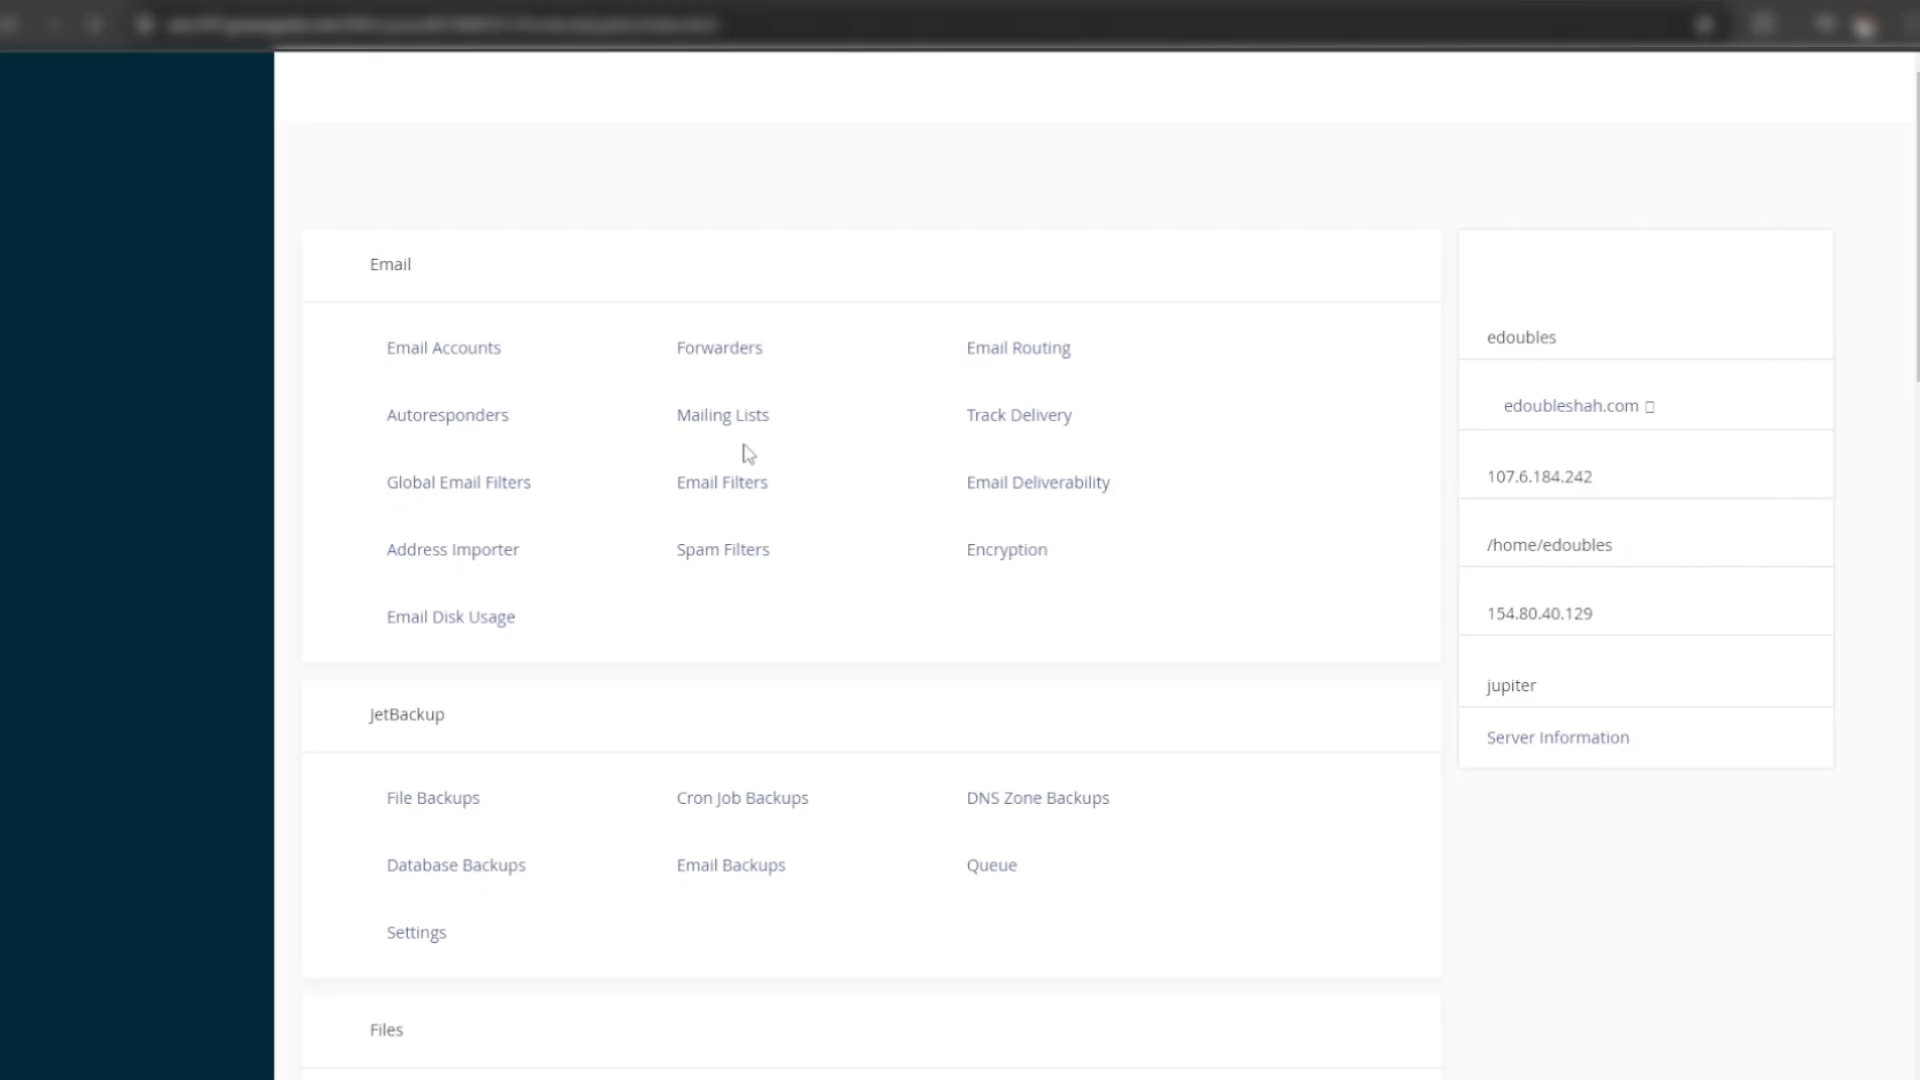 Email
Email Accounts
Forwarders
Email Routing
Autoresponders
Mailing Lists
Track Delivery
Global Email Filters
Email Filters
Email Deliverability
Address Importer
Spam Filters
Encryption
Email Disk Usage
JetBackup
File Backups
Cron Job Backups
DNS Zone Backups
Database Backups
Email Backups
Queue
Settings
Files
edoubles
edoubleshah.com
107.6.184.242
/home/edoubles
154.80.40.129
jupiter
Server Information